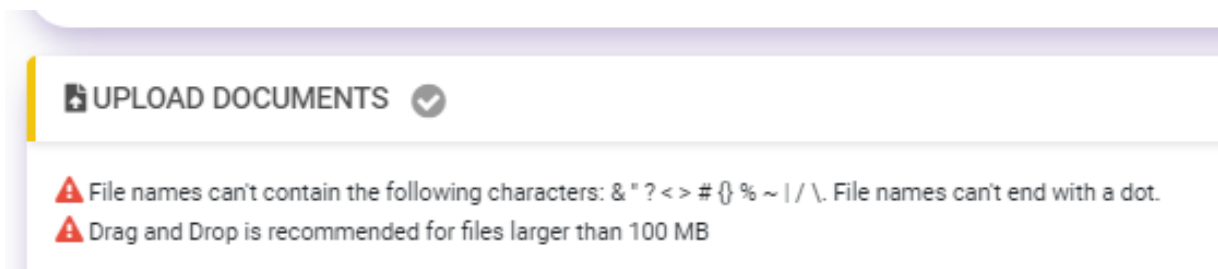 UPLOAD DOCUMENTS
File names can't contain the following characters: & " ? < > # {} % ~ | / \. File names can't end with a dot.
Drag and Drop is recommended for files larger than 100 MB